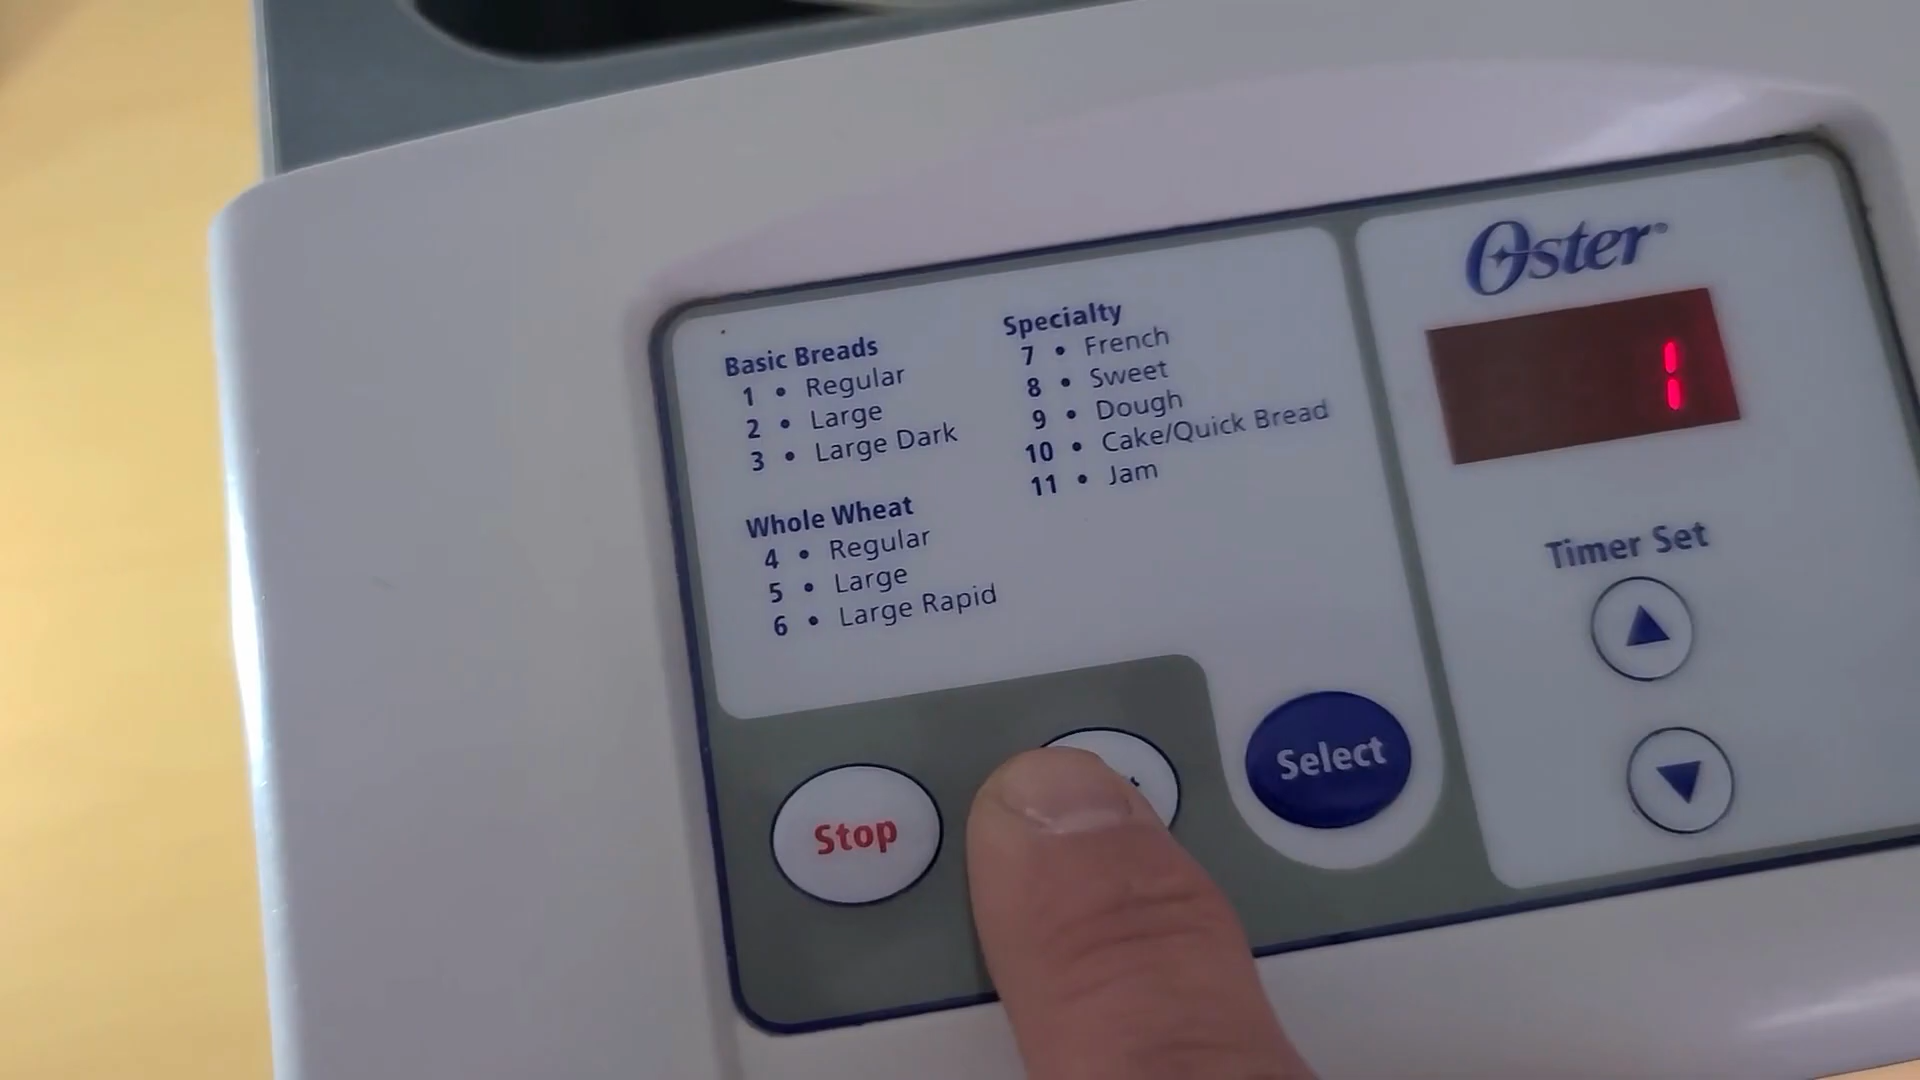 Oster®
1
Basic Breads
1 • Regular
2 • Large
3 • Large Dark
Whole Wheat
4 • Regular
5 • Large
6 • Large Rapid
Specialty
7 • French
8 • Sweet
9 • Dough
10 • Cake/Quick Bread
11 • Jam
Timer Set
Stop
Select